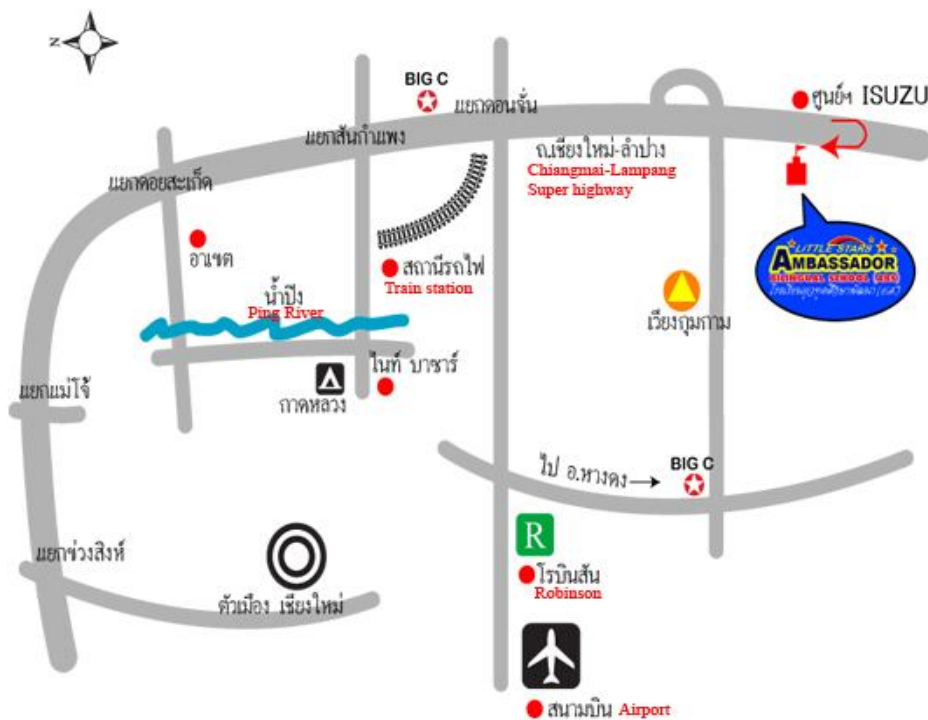 N
BIG C
ศูนย์ฯ ISUZU
แยกดอนจั่น
แยกสันกำแพง
ถ.เชียงใหม่-ลำปาง
Chiangmai-Lampang
Super highway
แยกดอยสะเก็ด
อาเขต
สถานีรถไฟ
Train station
LITTLE STARS
AMBASSADOR
BILINGUAL SCHOOL (ABS)
น้ำปิง
Ping River
เวียงกุมกาม
ไนท์ บาซาร์
แยกแม่โจ้
กาดหลวง
ไป อ.หางดง
BIG C
R
แยกข่วงสิงห์
โรบินสัน
Robinson
ตัวเมือง เชียงใหม่
สนามบิน Airport